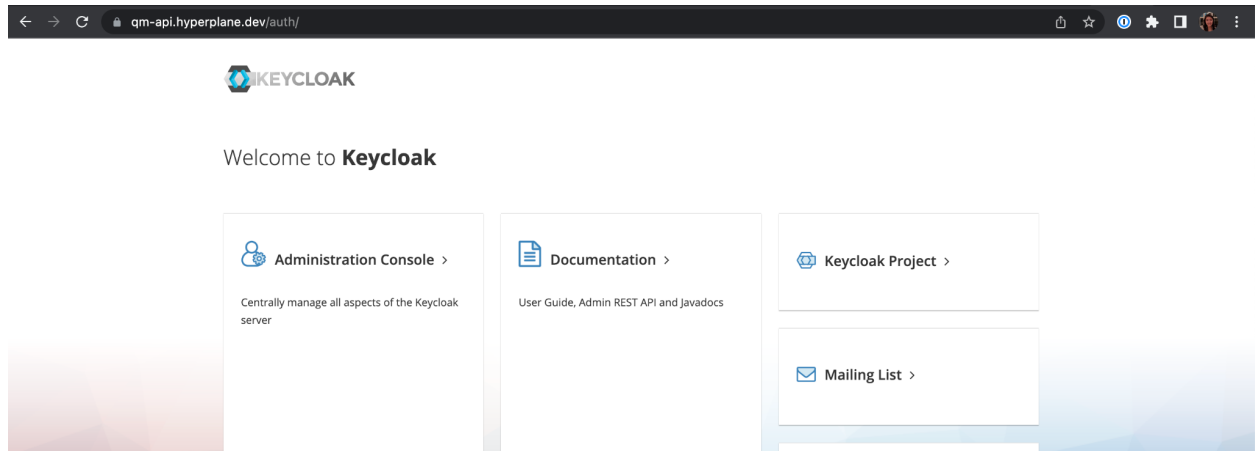 qm-api.hyperplane.dev/auth/
KEYCLOAK
Welcome to Keycloak
Administration Console >
Centrally manage all aspects of the Keycloak
server
Documentation >
User Guide, Admin REST API and Javadocs
Keycloak Project >
Mailing List >